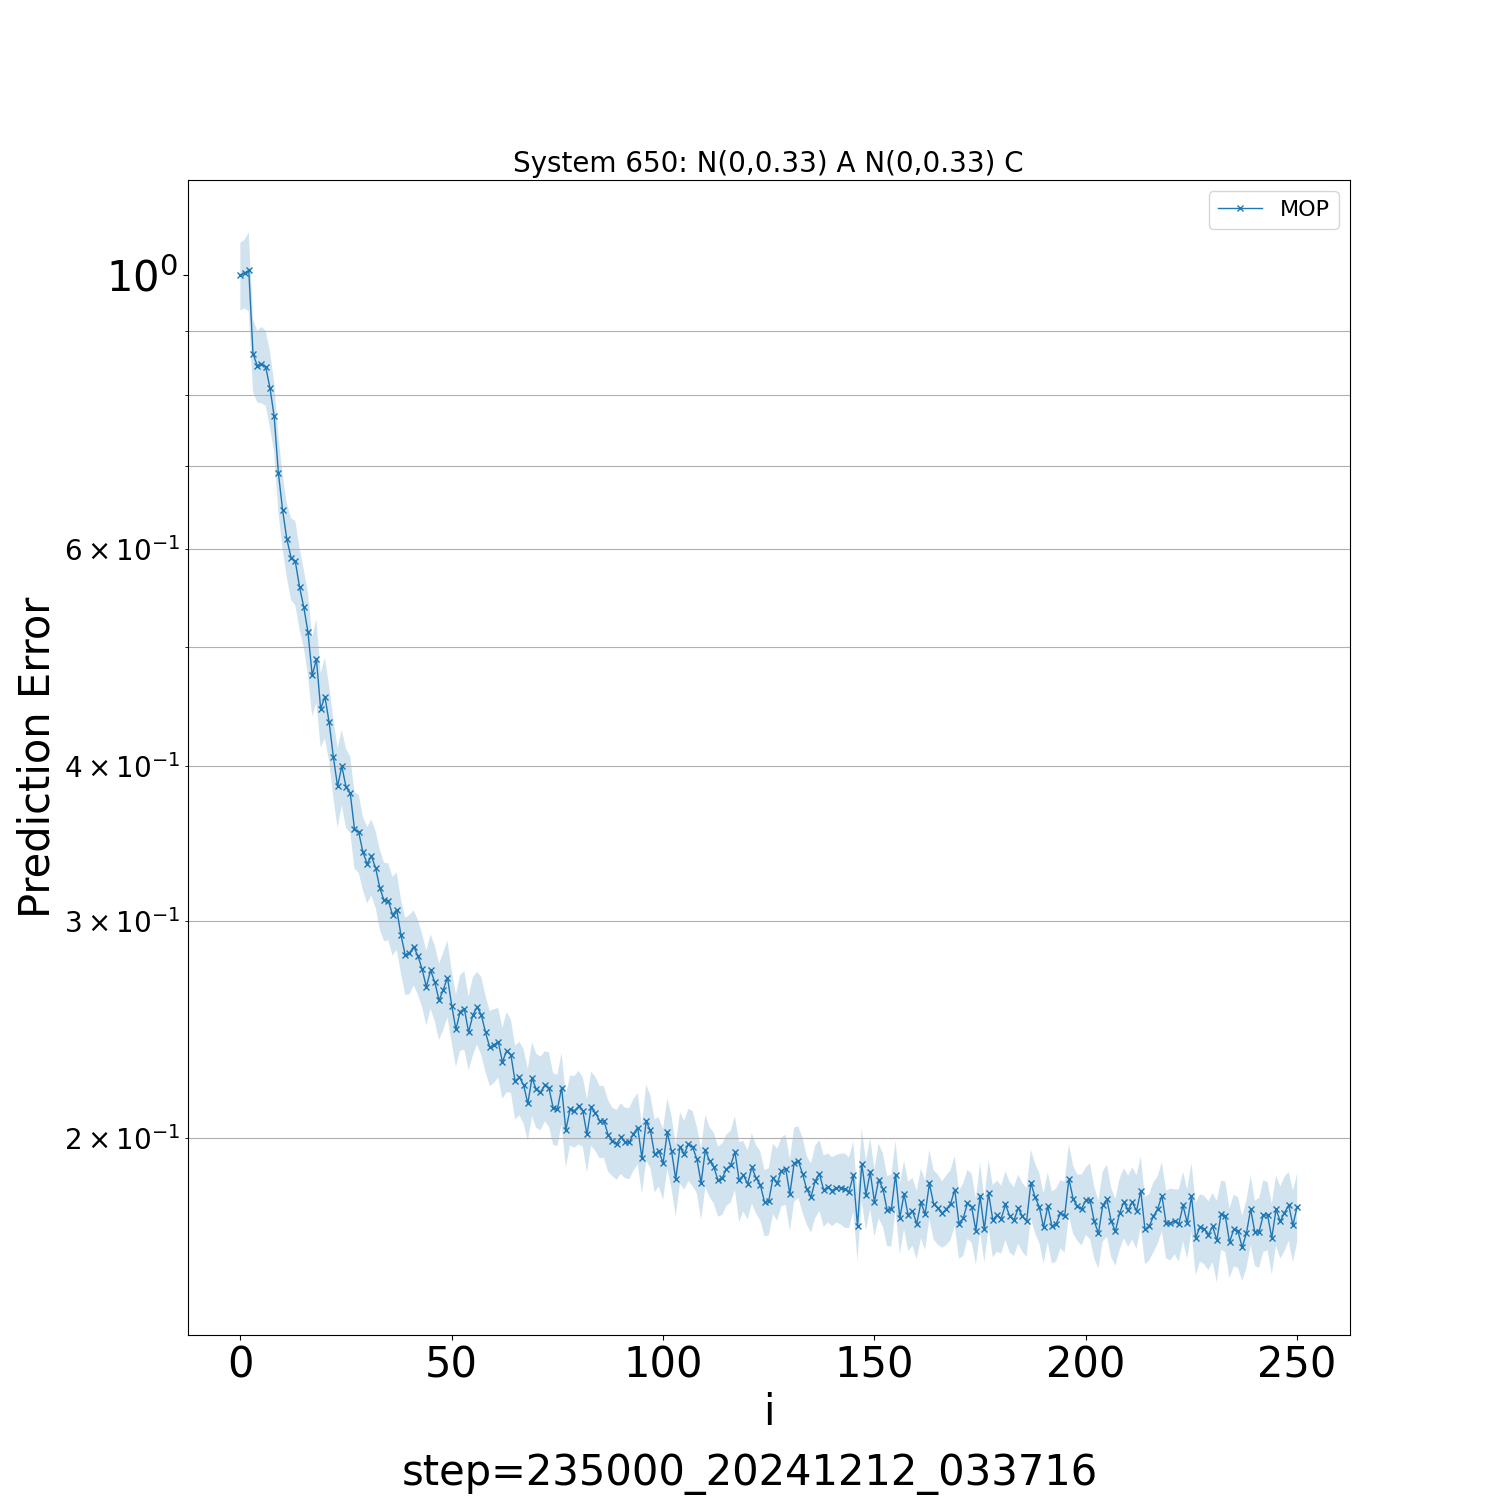 System 650: N(0,0.33) A N(0,0.33) C
MOP
10⁰
6 × 10⁻¹
4 × 10⁻¹
3 × 10⁻¹
2 × 10⁻¹
Prediction Error
0 50 100 150 200 250
i
step=235000_20241212_033716